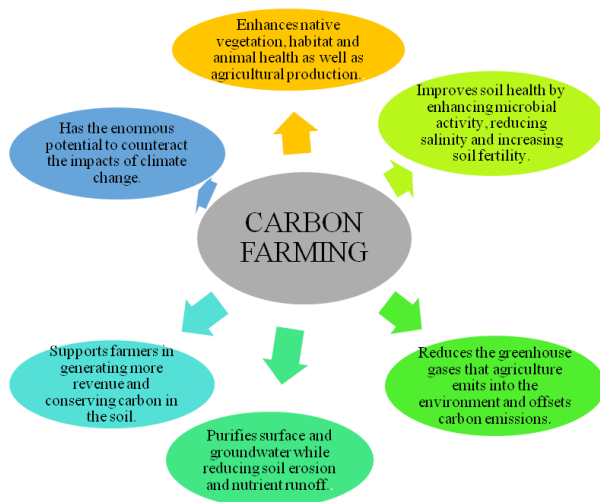 Enhances native
vegetation, habitat and
animal health as well as
agricultural production.
Improves soil health by
enhancing microbial
activity, reducing
salinity and increasing
soil fertility.
Has the enormous
potential to counteract
the impacts of climate
change.
CARBON
FARMING
Supports farmers in
generating more
revenue and
conserving carbon in
the soil.
Reduces the greenhouse
gases that agriculture
emits into the
environment and offsets
carbon emissions.
Purifies surface and
groundwater while
reducing soil erosion
and nutrient runoff.